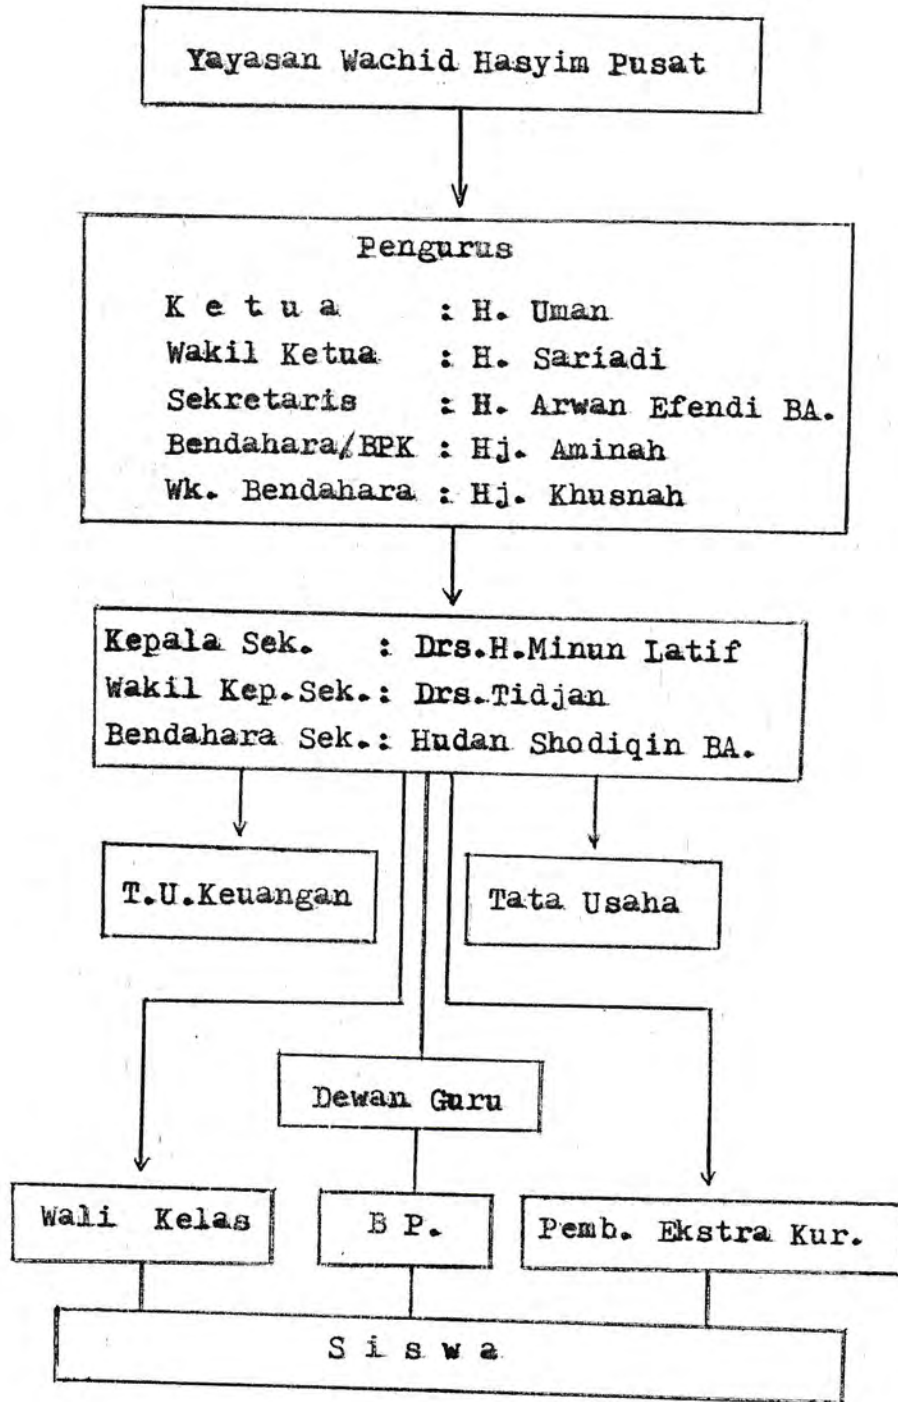 Yayasan Wachid Hasyim Pusat
Pengurus
K e t u a : H. Uman
Wakil Ketua : H. Sariadi
Sekretaris : H. Arwan Efendi BA.
Bendahara/BPK : Hj. Aminah
Wk. Bendahara : Hj. Khusnah
Kepala Sek. : Drs.H.Minun Latif
Wakil Kep.Sek.: Drs.Tidjan
Bendahara Sek.: Hudan Shodiqin BA.
T.U.Keuangan
Tata Usaha
Dewan Guru
Wali Kelas
B P.
Pemb. Ekstra Kur.
S i s w a